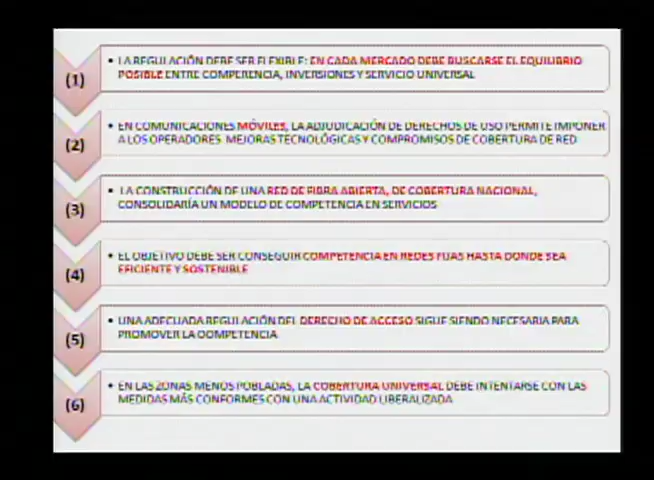 (1)
• LA REGULACIÓN DEBE SER FLEXIBLE: EN CADA MERCADO DEBE BUSCARSE EL EQUILIBRIO
POSIBLE ENTRE COMPERENCIA, INVERSIONES Y SERVICIO UNIVERSAL
(2)
• EN COMUNICACIONES MÓVILES, LA ADJUDICACIÓN DE DERECHOS DE USO PERMITE IMPONER
A LOS OPERADORES MEJORAS TECNOLÓGICAS Y COMPROMISOS DE COBERTURA DE RED
(3)
• LA CONSTRUCCIÓN DE UNA RED DE FIBRA ABIERTA, DE COBERTURA NACIONAL,
CONSOLIDARÍA UN MODELO DE COMPETENCIA EN SERVICIOS
(4)
• EL OBJETIVO DEBE SER CONSEGUIR COMPETENCIA EN REDES FIJAS HASTA DONDE SEA
EFICIENTE Y SOSTENIBLE
(5)
• UNA ADECUADA REGULACIÓN DEL DERECHO DE ACCESO SIGUE SIENDO NECESARIA PARA
PROMOVER LA COMPETENCIA
(6)
• EN LAS ZONAS MENOS POBLADAS, LA COBERTURA UNIVERSAL DEBE INTENTARSE CON LAS
MEDIDAS MÁS CONFORMES CON UNA ACTIVIDAD LIBERALIZADA